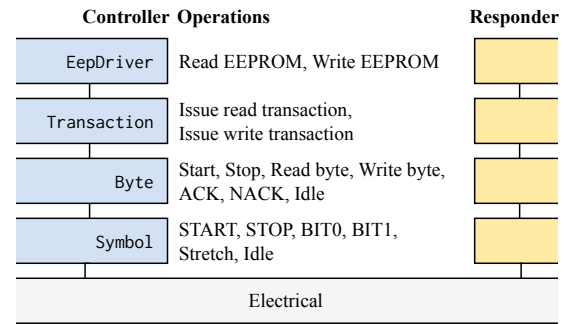 Controller Operations Responder
EepDriver Read EEPROM, Write EEPROM
Transaction Issue read transaction,
Issue write transaction
Byte Start, Stop, Read byte, Write byte,
ACK, NACK, Idle
Symbol START, STOP, BIT0, BIT1,
Stretch, Idle
Electrical